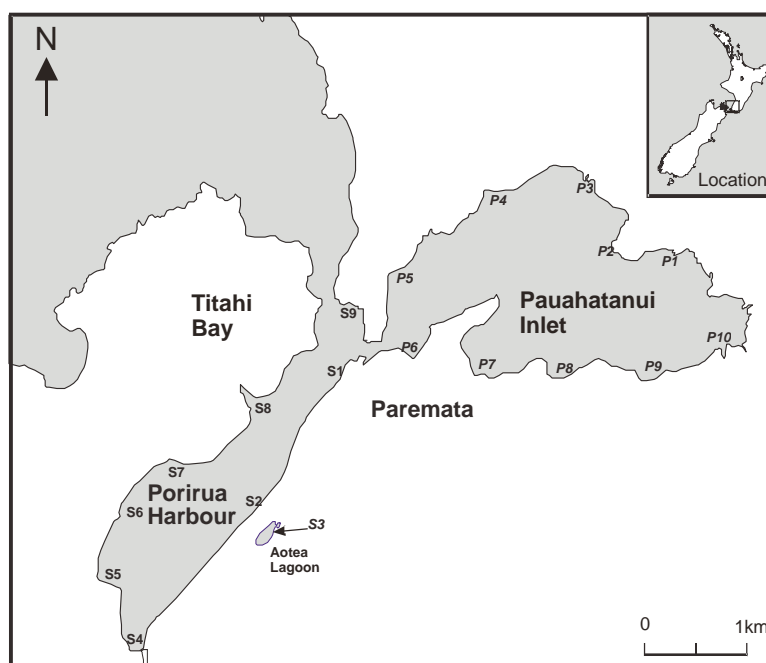 N
Location
P3
P4
P2
P1
P5
Titahi
Bay
Pauahatanui
Inlet
S9
P10
P6
S1
P7
P8
P9
S8
Paremata
S7
Porirua
Harbour
S6
S2
S3
Aotea
Lagoon
S5
S4
0
1km